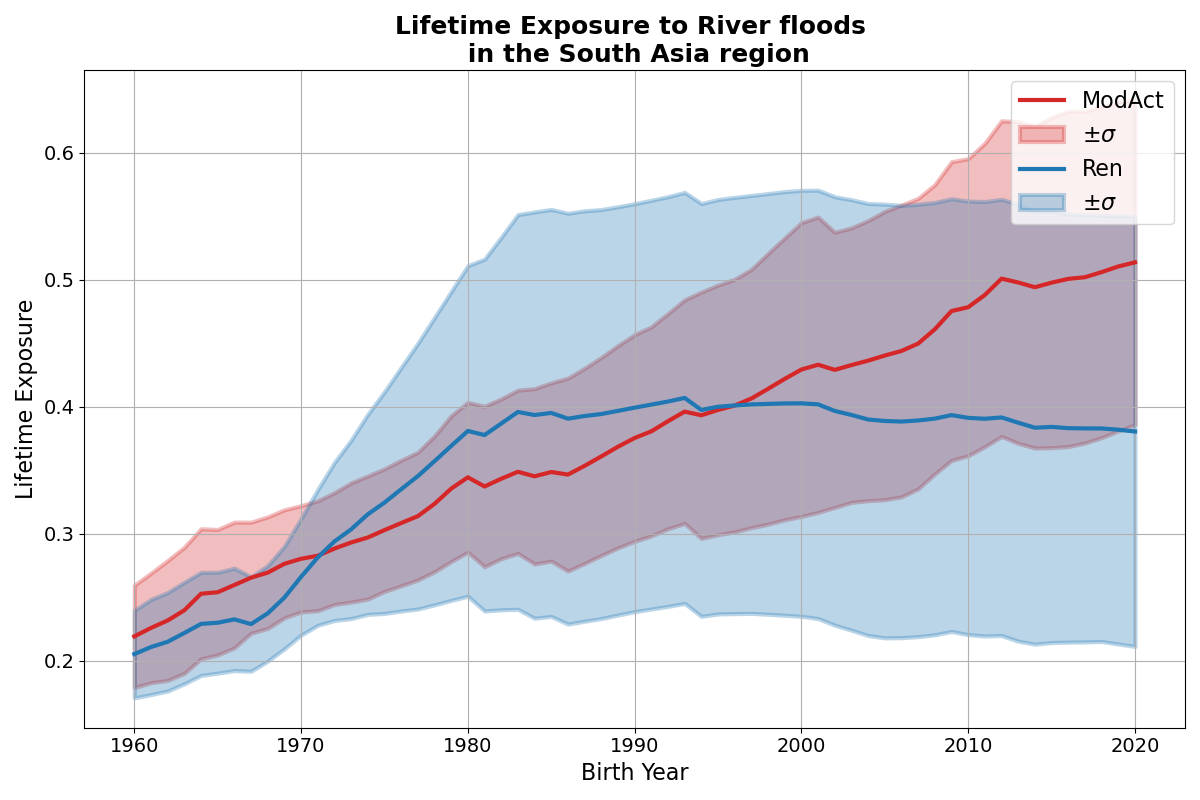 Lifetime Exposure to River floods
in the South Asia region
ModAct
±σ
Ren
±σ
Lifetime Exposure
0.6
0.5
0.4
0.3
0.2
1960 1970 1980 1990 2000 2010 2020
Birth Year